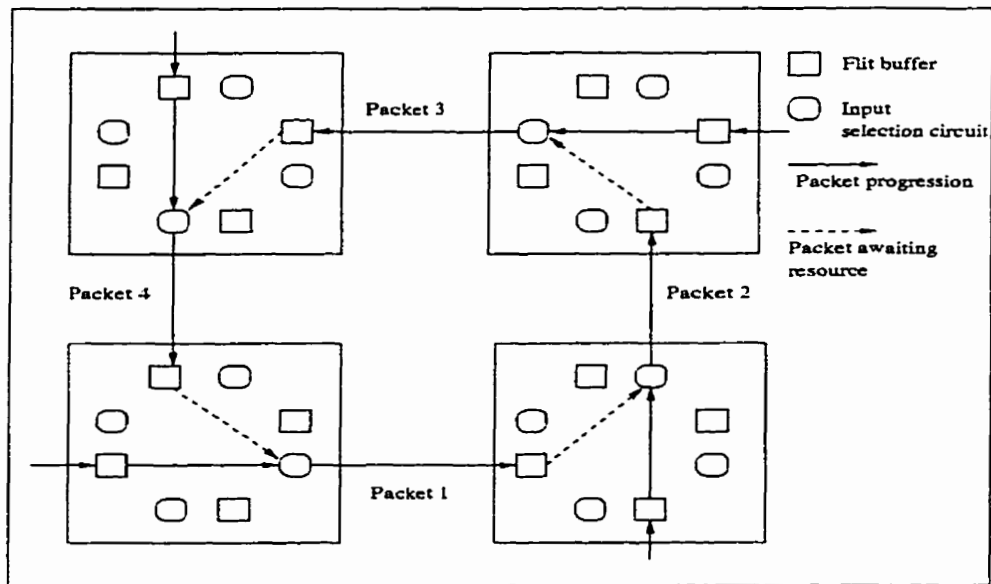 Flit buffer
Packet 3
Input
selection circuit
Packet progression
Packet awaiting
resource
Packet 4
Packet 2
Packet 1